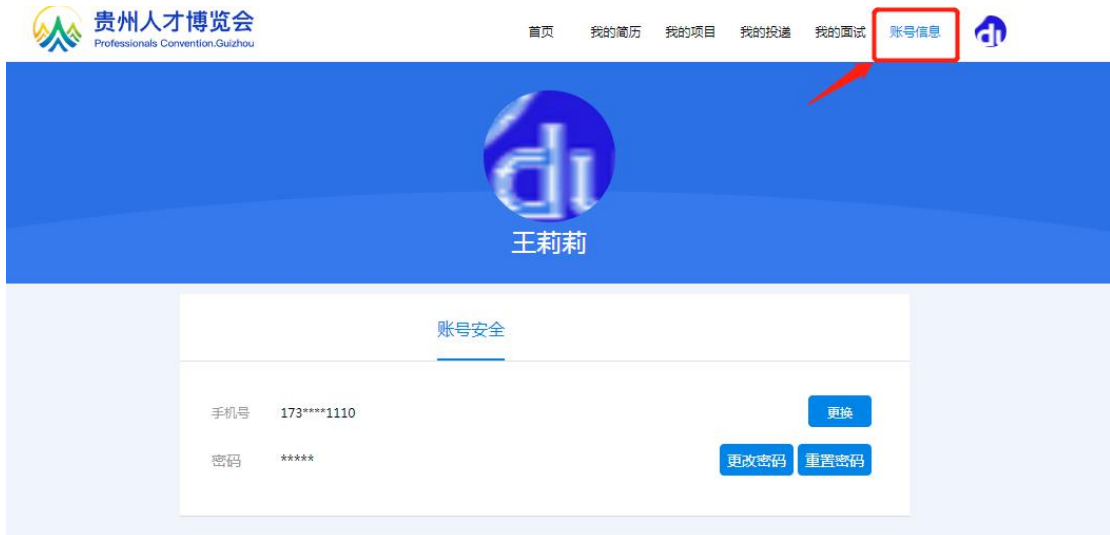 贵州人才博览会
Professionals Convention.Guizhou
首页 我的简历 我的项目 我的投递 我的面试 账号信息
王莉莉
账号安全
手机号 173****1110 更换
密码 ***** 更改密码 重置密码